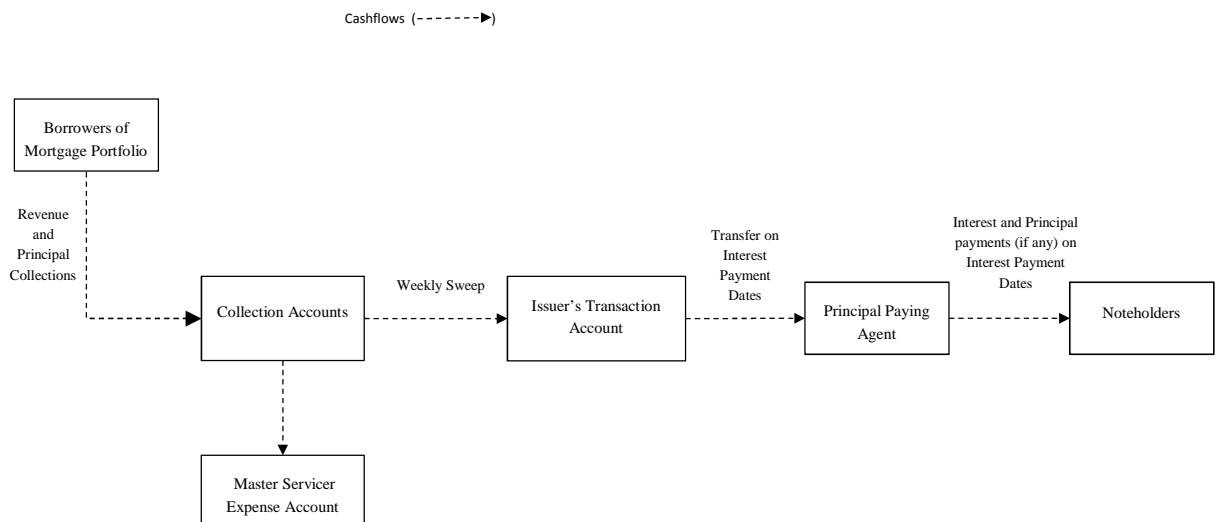 Cashflows (         )
Borrowers of
Mortgage Portfolio
Revenue
and
Principal
Collections
Collection Accounts
Weekly Sweep
Issuer’s Transaction
Account
Transfer on
Interest
Payment
Dates
Principal Paying
Agent
Interest and Principal
payments (if any) on
Interest Payment
Dates
Noteholders
Master Servicer
Expense Account